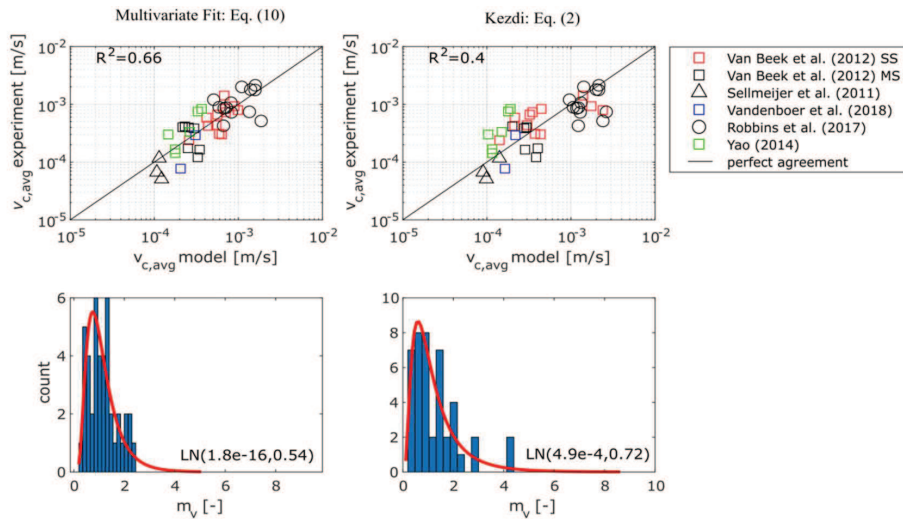 Multivariate Fit: Eq. (10)
Kezdi: Eq. (2)
R²=0.66
v_c,avg experiment [m/s]
10⁻²
10⁻³
10⁻⁴
10⁻⁵
10⁻⁵
10⁻⁴
10⁻³
10⁻²
v_c,avg model [m/s]
R²=0.4
v_c,avg experiment [m/s]
10⁻²
10⁻³
10⁻⁴
10⁻⁵
10⁻⁵
10⁻⁴
10⁻³
10⁻²
v_c,avg model [m/s]
Van Beek et al. (2012) SS
Van Beek et al. (2012) MS
Sellmeijer et al. (2011)
Vandenboer et al. (2018)
Robbins et al. (2017)
Yao (2014)
perfect agreement
count
6
4
2
0
LN(1.8e-16,0.54)
0
2
4
6
8
m_v [-]
10
8
6
4
2
0
LN(4.9e-4,0.72)
0
2
4
6
8
10
m_v [-]